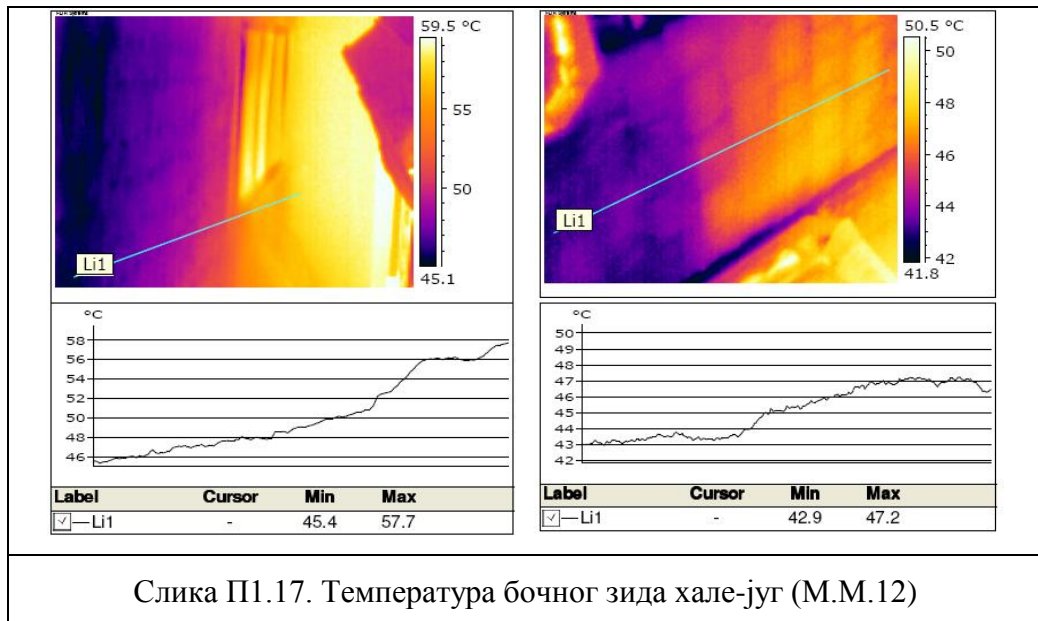 59.5 °C
55
50
45.1
Li1
50.5 °C
50
48
46
44
42
41.8
Li1
°C
58
56
54
52
50
48
46
Label Cursor Min Max
Li1 - 45.4 57.7
°C
50
49
48
47
46
45
44
43
42
Label Cursor Min Max
Li1 - 42.9 47.2
Слика П1.17. Температура бочног зида хале-југ (М.М.12)